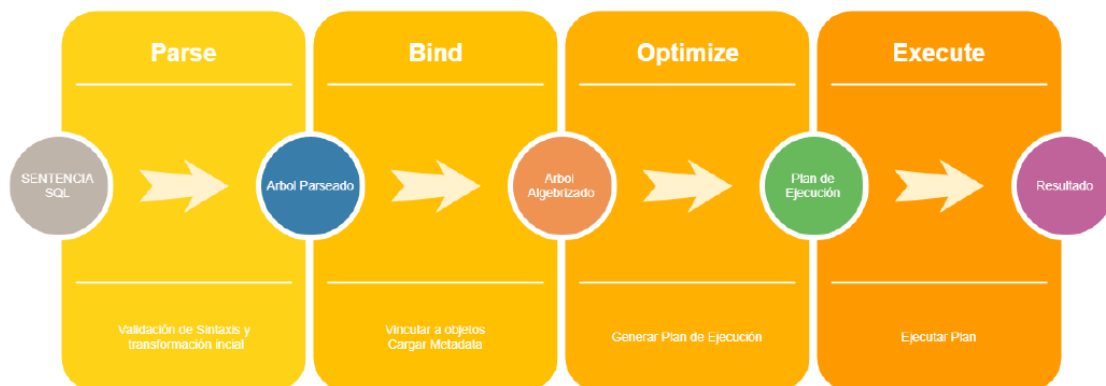 Parse
Bind
Optimize
Execute
SENTENCIA
SQL
Arbol Parseado
Arbol
Algebrizado
Plan de
Ejecución
Resultado
Validación de Sintaxis y
transformación incial
Vincular a objetos
Cargar Metadata
Generar Plan de Ejecución
Ejecutar Plan